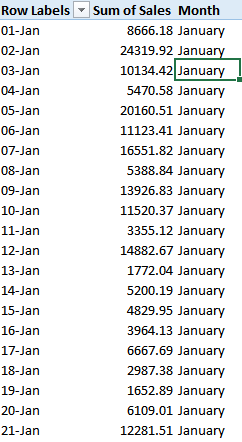 Row Labels Sum of Sales Month
01-Jan 8666.18 January
02-Jan 24319.92 January
03-Jan 10134.42 January
04-Jan 5470.58 January
05-Jan 20160.51 January
06-Jan 11123.41 January
07-Jan 16551.82 January
08-Jan 5388.84 January
09-Jan 13926.83 January
10-Jan 11520.37 January
11-Jan 3355.12 January
12-Jan 14882.67 January
13-Jan 1772.04 January
14-Jan 5200.19 January
15-Jan 4829.95 January
16-Jan 3964.13 January
17-Jan 6667.69 January
18-Jan 2987.38 January
19-Jan 1652.89 January
20-Jan 6109.01 January
21-Jan 12281.51 January